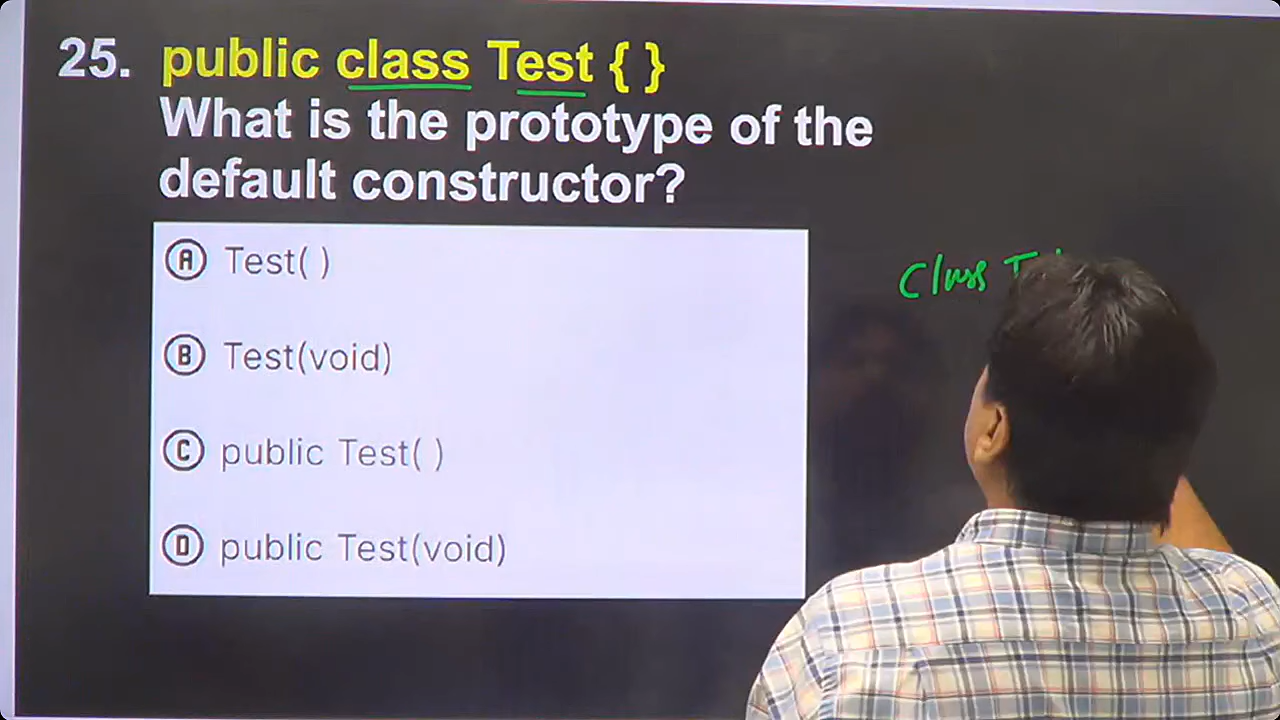 25. public class Test { }
What is the prototype of the
default constructor?
A Test( )
B Test(void)
C public Test( )
D public Test(void)
Class